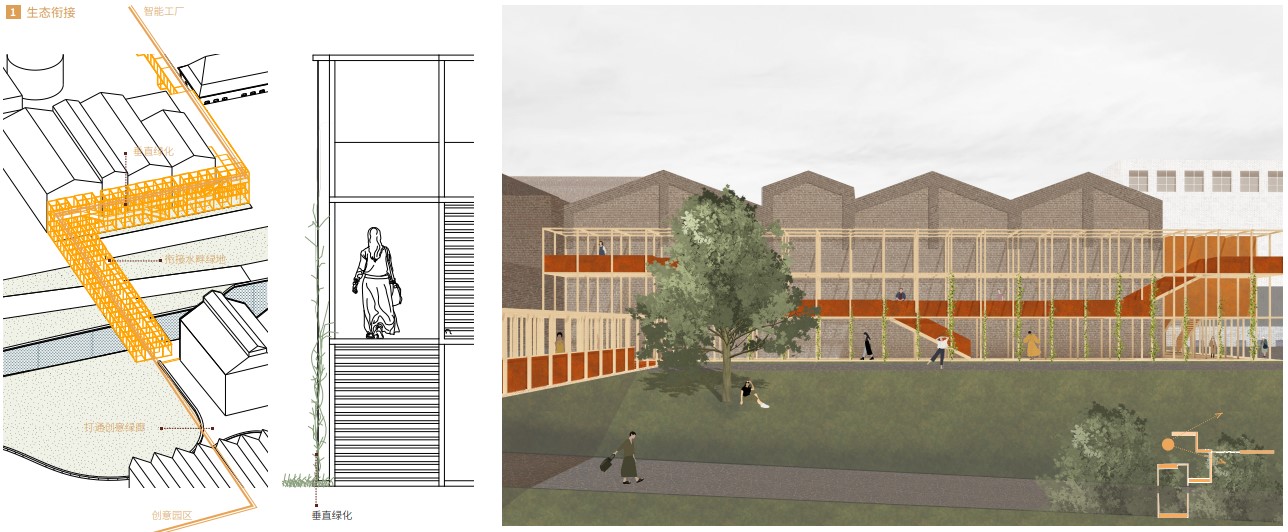 1 生态衔接
智能工厂
垂直绿化
衔接水畔绿地
打通创意绿廊
创意园区
垂直绿化